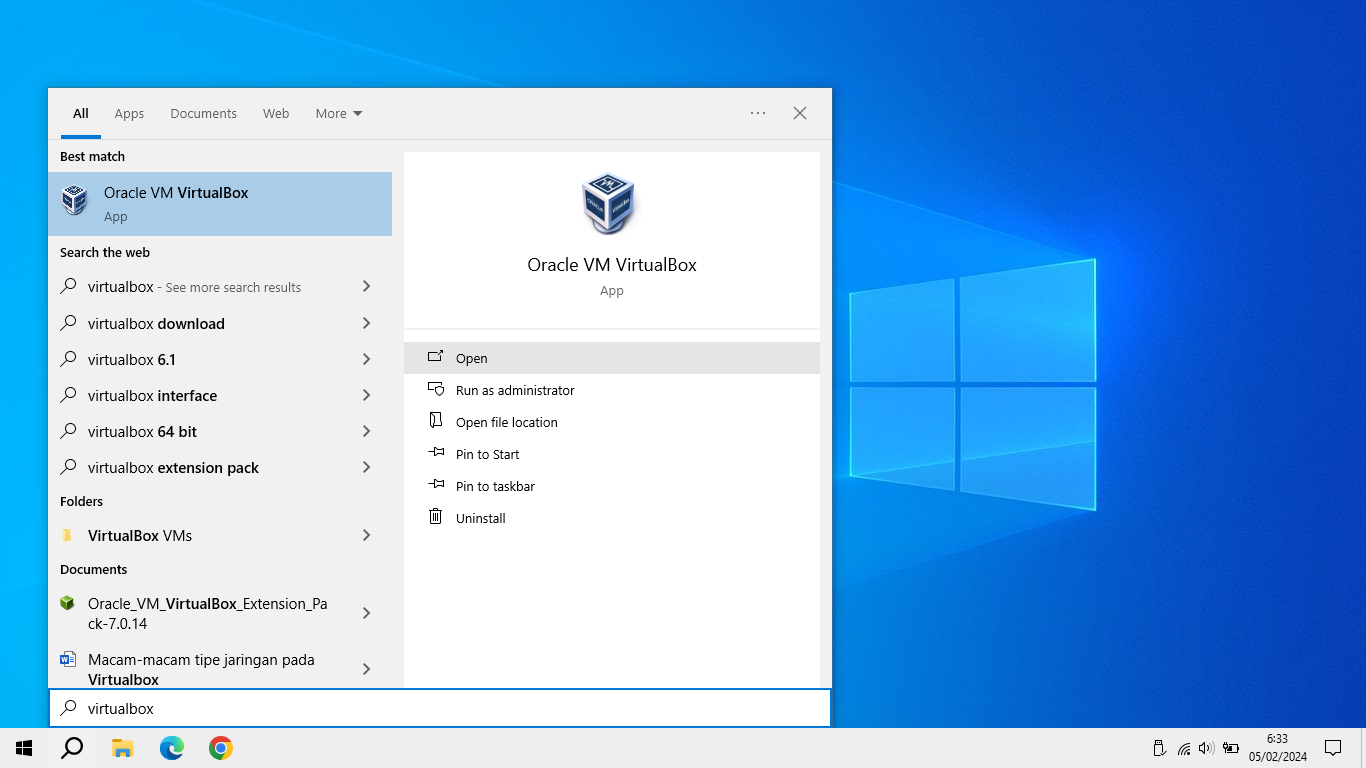 All
Apps
Documents
Web
More
Best match
Oracle VM VirtualBox
App
Search the web
virtualbox - See more search results
virtualbox download
virtualbox 6.1
virtualbox interface
virtualbox 64 bit
virtualbox extension pack
Folders
VirtualBox VMs
Documents
Oracle_VM_VirtualBox_Extension_Pa
ck-7.0.14
Macam-macam tipe jaringan pada
Virtualbox
Oracle VM VirtualBox
App
Open
Run as administrator
Open file location
Pin to Start
Pin to taskbar
Uninstall
virtualbox
6:33
05/02/2024